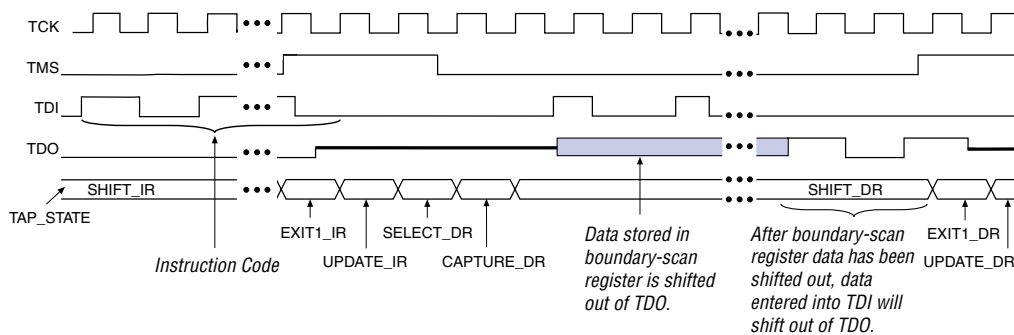 TCK
TMS
TDI
TDO
SHIFT_IR
SHIFT_DR
TAP_STATE
EXIT1_IR
SELECT_DR
Data stored in
boundary-scan
register is shifted
out of TDO.
After boundary-scan
register data has been
shifted out, data
entered into TDI will
shift out of TDO.
EXIT1_DR
Instruction Code
UPDATE_IR
CAPTURE_DR
UPDATE_DR